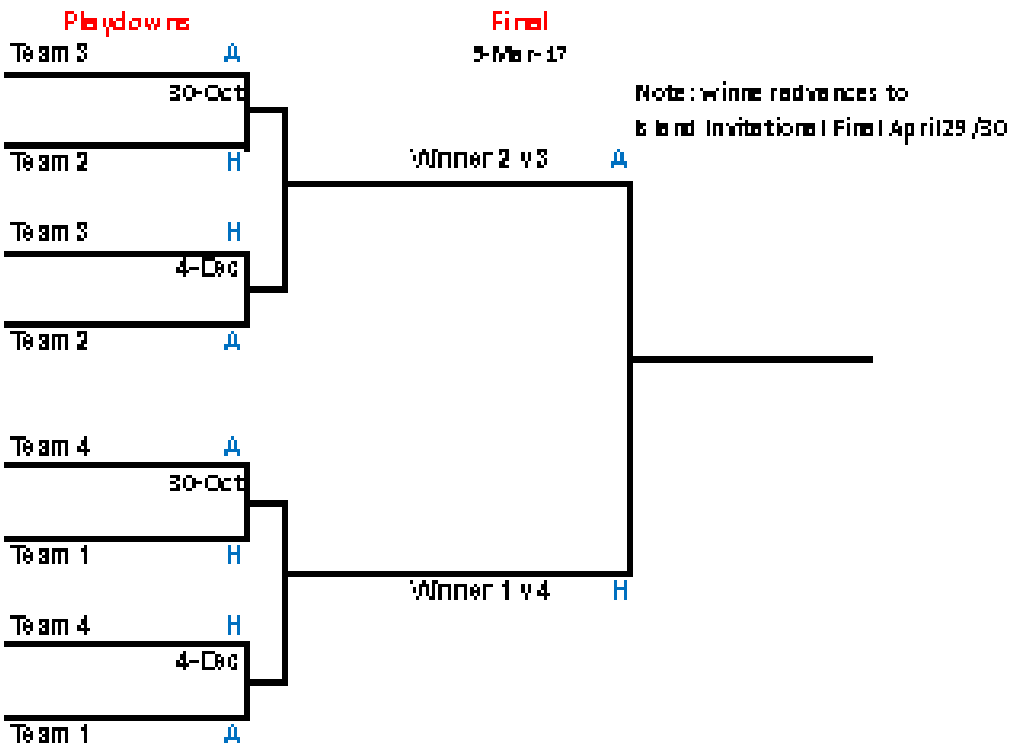 Playdowns Final
Team 3 A
-Mar-17
30-Oct
Note: winner advances to
Island Invitational Final April 29/30
Team 2 H
Winner 2 v 3 A
Team 3 H
4-Dec
Team 2 A
Team 4 A
30-Oct
Team 1 H
Winner 1 v 4 H
Team 4 H
4-Dec
Team 1 A